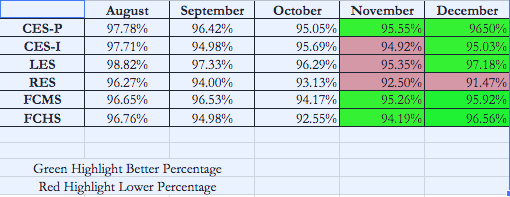 August September October November December
CES-P 97.78% 96.42% 95.05% 95.55% 9650%
CES-I 97.71% 94.98% 95.69% 94.92% 95.03%
LES 98.82% 97.33% 96.29% 95.35% 97.18%
RES 96.27% 94.00% 93.13% 92.50% 91.47%
FCMS 96.65% 96.53% 94.17% 95.26% 95.92%
FCHS 96.76% 94.98% 92.55% 94.19% 96.56%
Green Highlight Better Percentage
Red Highlight Lower Percentage